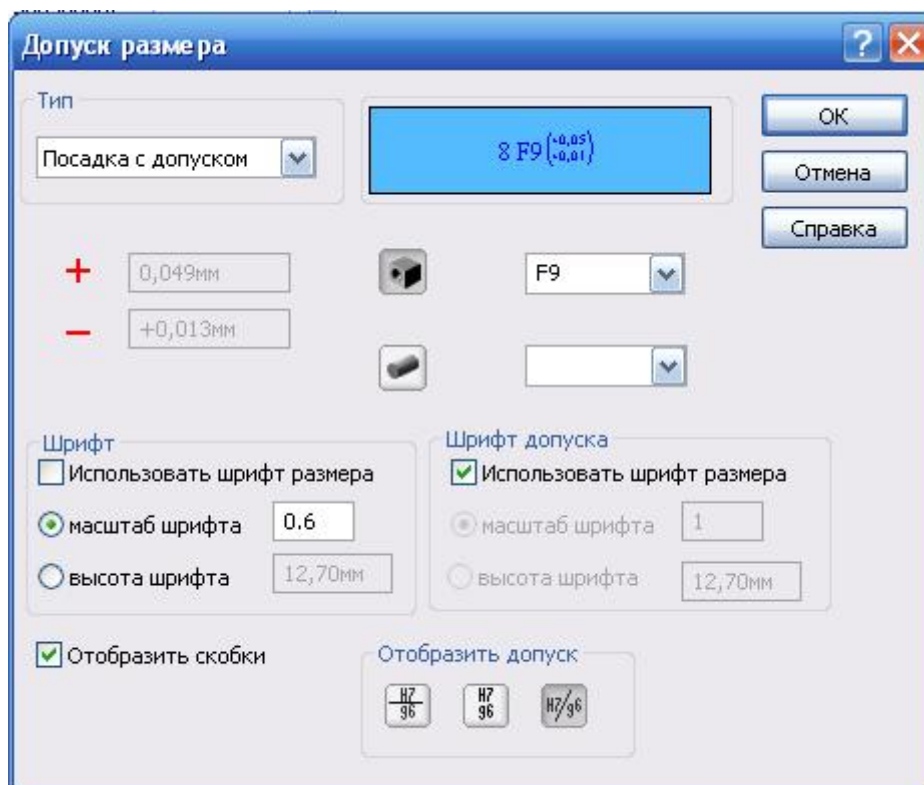 Допуск размера
Тип
Посадка с допуском
8 F9(+0,05
+0,01)
ОК
Отмена
Справка
+ 0,049мм
F9
− +0,013мм
Шрифт
Использовать шрифт размера
масштаб шрифта 0.6
высота шрифта 12,70мм
Шрифт допуска
Использовать шрифт размера
масштаб шрифта 1
высота шрифта 12,70мм
Отобразить скобки
Отобразить допуск
H7
g6
H7
g6
H7/g6